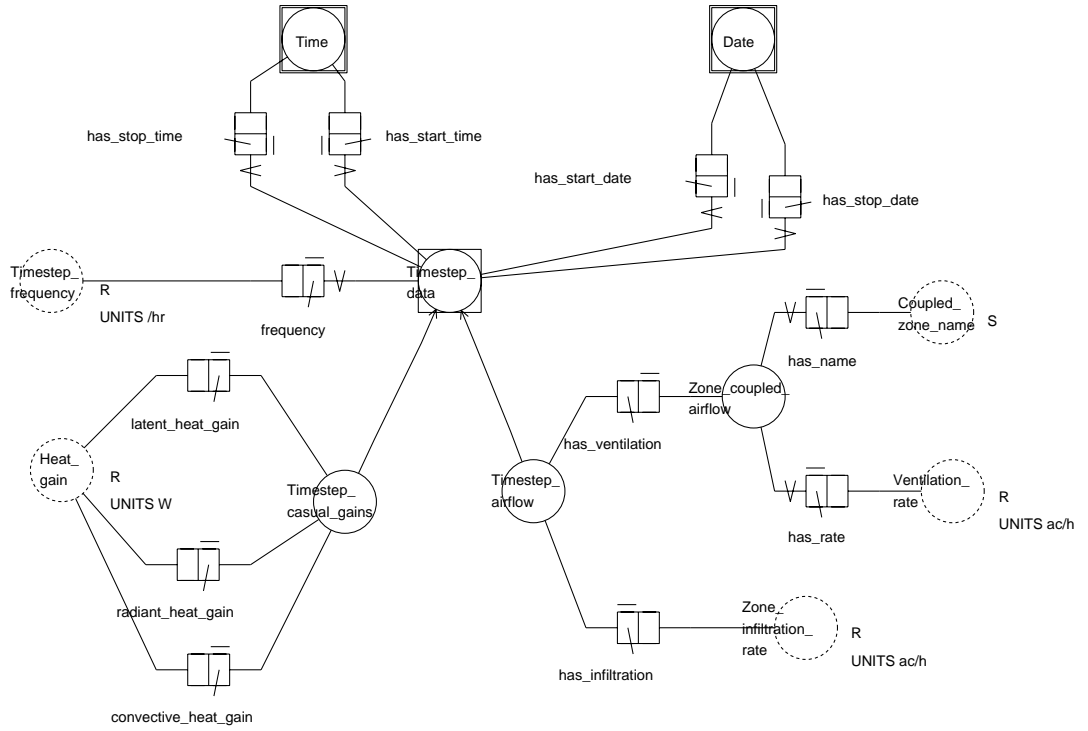 Time
Date
has_stop_time
has_start_time
has_start_date
has_stop_date
Timestep_
frequency
R
UNITS /hr
frequency
Timestep_
data
Coupled_
zone_name
S
has_name
latent_heat_gain
Zone_coupled_
airflow
has_ventilation
Heat_
gain
R
UNITS W
Timestep_
casual_gains
Timestep_
airflow
Ventilation_
rate
R
UNITS ac/h
has_rate
radiant_heat_gain
Zone_
infiltration_
rate
R
UNITS ac/h
has_infiltration
convective_heat_gain